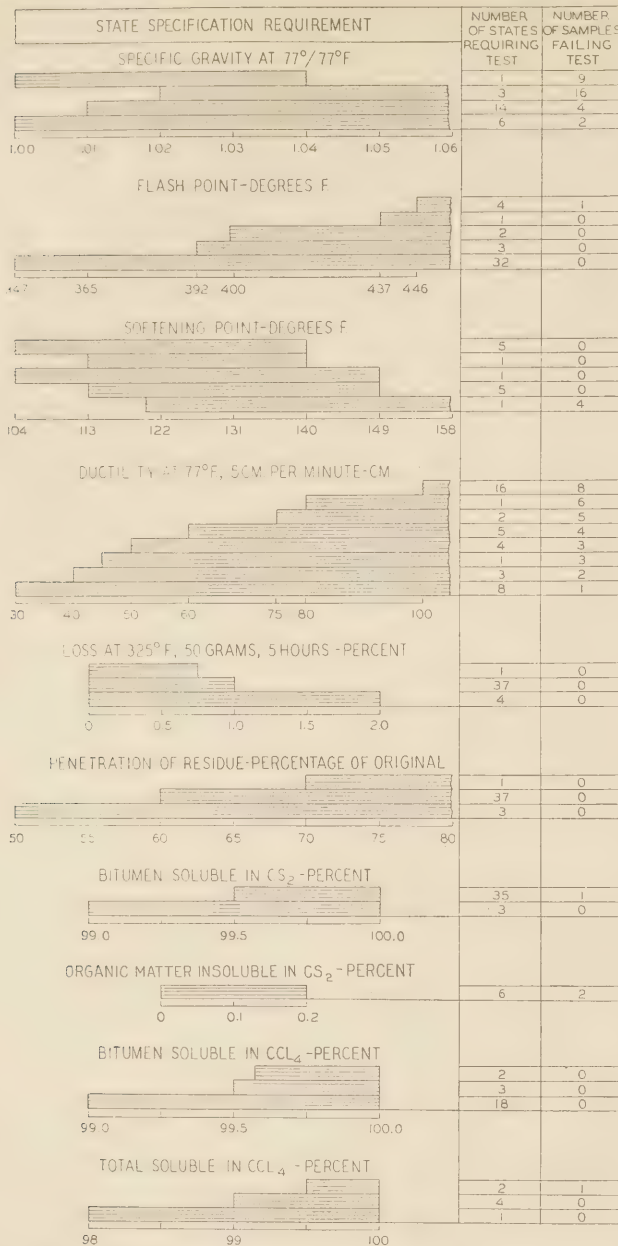 STATE SPECIFICATION REQUIREMENT
NUMBER OF STATES REQUIRING TEST
NUMBER OF SAMPLES FAILING TEST
SPECIFIC GRAVITY AT 77°/77°F
1 9
3 16
14 4
6 2
1.00 1.01 1.02 1.03 1.04 1.05 1.06
FLASH POINT-DEGREES F.
4 1
1 0
2 0
3 0
32 0
347 365 392 400 437 446
SOFTENING POINT-DEGREES F
5 0
1 0
1 0
5 0
1 4
104 113 122 131 140 149 158
DUCTILITY AT 77°F, 5CM PER MINUTE-CM
16 8
1 6
2 5
5 4
4 3
1 3
3 2
8 1
30 40 50 60 75 80 100
LOSS AT 325°F, 50 GRAMS, 5 HOURS-PERCENT
1 0
37 0
4 0
0 0.5 1.0 1.5 2.0
PENETRATION OF RESIDUE-PERCENTAGE OF ORIGINAL
1 0
37 0
3 0
50 55 60 65 70 75 80
BITUMEN SOLUBLE IN CS2-PERCENT
35 1
3 0
99.0 99.5 100.0
ORGANIC MATTER INSOLUBLE IN CS2-PERCENT
6 2
0 0.1 0.2
BITUMEN SOLUBLE IN CCL4-PERCENT
2 0
3 0
18 0
99.0 99.5 100.0
TOTAL SOLUBLE IN CCL4-PERCENT
2 1
4 0
1 0
98 99 100